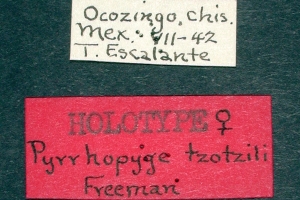 Ocozingo, Chis.
Mex. VII-42
T. Escalante
HOLOTYPE ♀
Pyrrhopyge tzotzili
Freeman